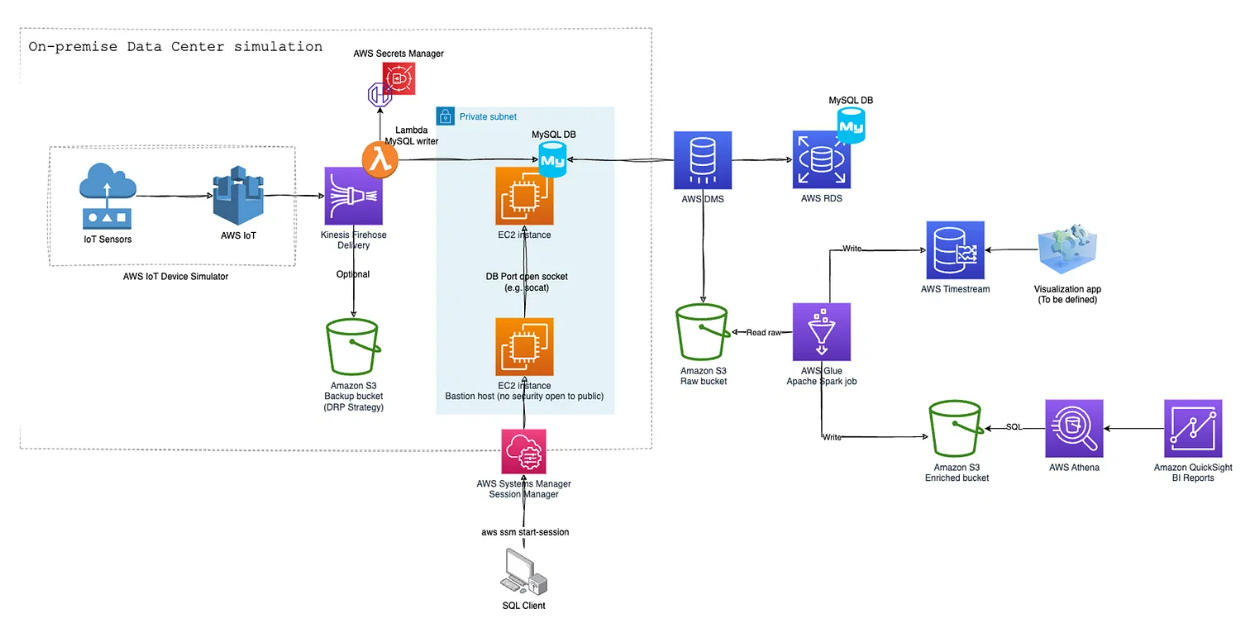 On-premise Data Center simulation
AWS Secrets Manager
Private subnet
Lambda
MySQL writer
MySQL DB
My
MySQL DB
My
IoT Sensors
AWS IoT
AWS IoT Device Simulator
Kinesis Firehose
Delivery
Optional
EC2 instance
DB Port open socket
(e.g. socat)
AWS DMS
AWS RDS
Write
AWS Timestream
Visualization app
(To be defined)
Amazon S3
Backup bucket
(DRP Strategy)
EC2 instance
Bastion host (no security open to public)
Amazon S3
Raw bucket
Read raw
AWS Glue
Apache Spark job
Write
Amazon S3
Enriched bucket
SQL
AWS Athena
Amazon QuickSight
BI Reports
AWS Systems Manager
Session Manager
aws ssm start-session
SQL Client